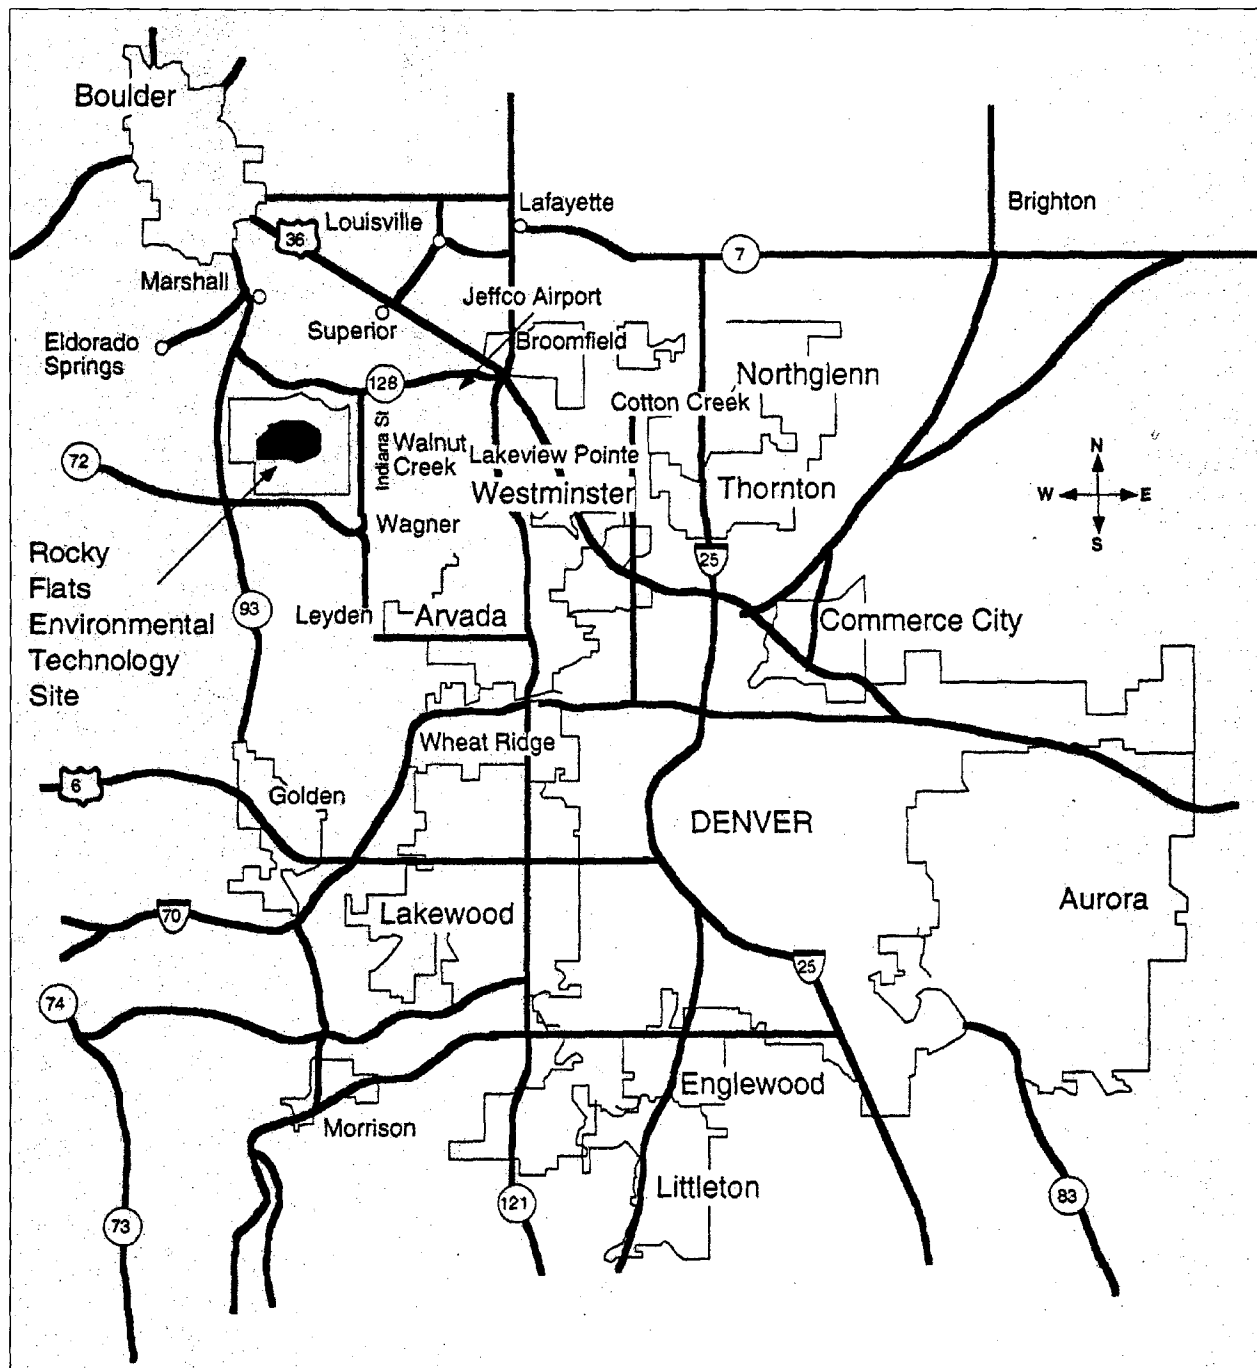 Boulder
Lafayette
Brighton
36
Louisville
7
Marshall
Jeffco Airport
Superior
Broomfield
Eldorado
Springs
128
Northglenn
Cotton Creek
Indiana St
Walnut
Creek
Lakeview Pointe
72
Westminster
Thornton
N
W
E
S
Wagner
Rocky
Flats
Environmental
Technology
Site
25
93
Leyden
Arvada
Commerce City
Wheat Ridge
6
Golden
DENVER
70
Lakewood
Aurora
25
74
Englewood
Morrison
Littleton
121
83
73